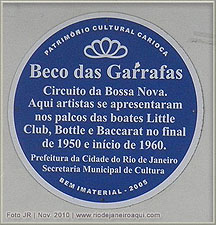 PATRIMÔNIO CULTURAL CARIOCA
Beco das Garrafas
Circuito da Bossa Nova.
Aqui artistas se apresentaram
nos palcos das boates Little
Club, Bottle e Baccarat no final
de 1950 e início de 1960.
Prefeitura da Cidade do Rio de Janeiro
Secretaria Municipal de Cultura
BEM IMATERIAL - 2005
Foto JR | Nov. 2010 | www.riodejaneiroaqui.com